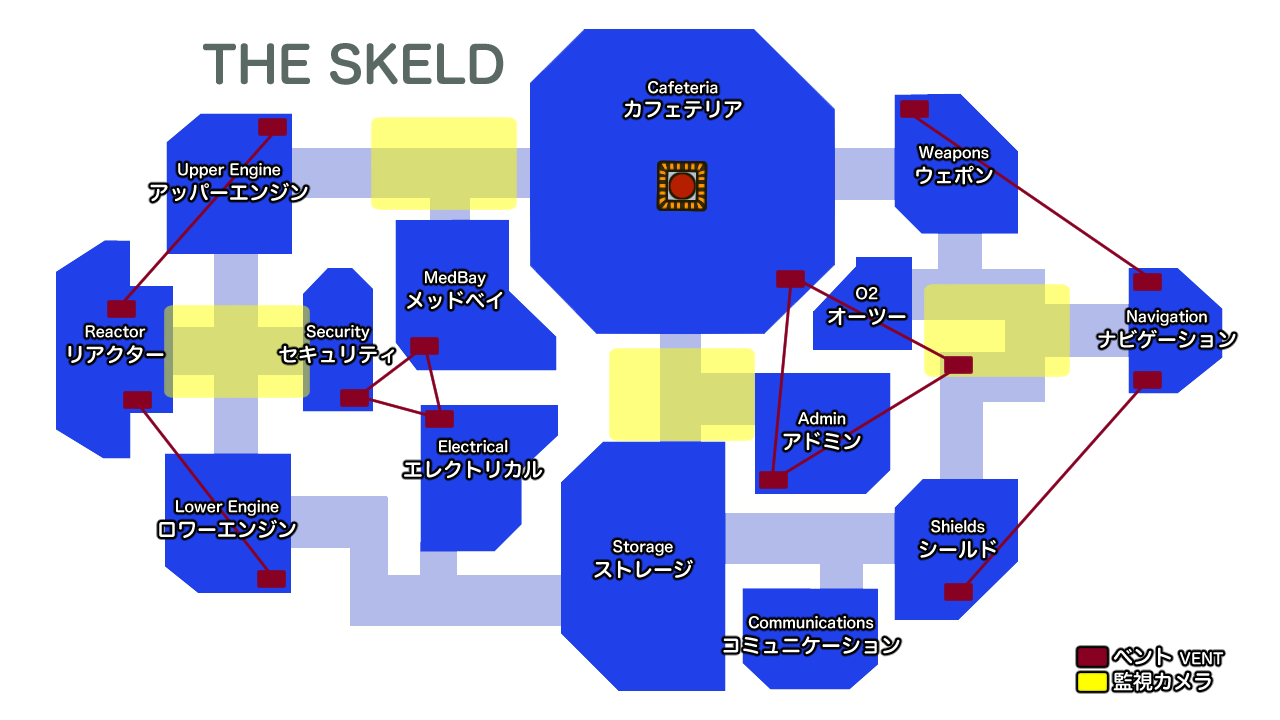 THE SKELD
Cafeteria
カフェテリア
Upper Engine
アッパーエンジン
Weapons
ウェポン
MedBay
メッドベイ
O2
オーツー
Reactor
リアクター
Security
セキュリティ
Navigation
ナビゲーション
Admin
アドミン
Electrical
エレクトリカル
Lower Engine
ロワーエンジン
Storage
ストレージ
Shields
シールド
Communications
コミュニケーション
ベント VENT
監視カメラ